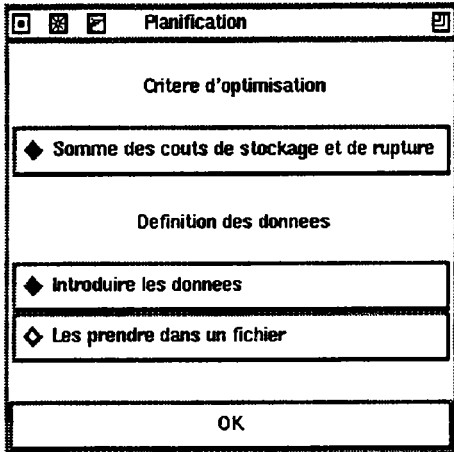 Planification
Critere d'optimisation
Somme des couts de stockage et de rupture
Definition des donnees
Introduire les donnees
Les prendre dans un fichier
OK